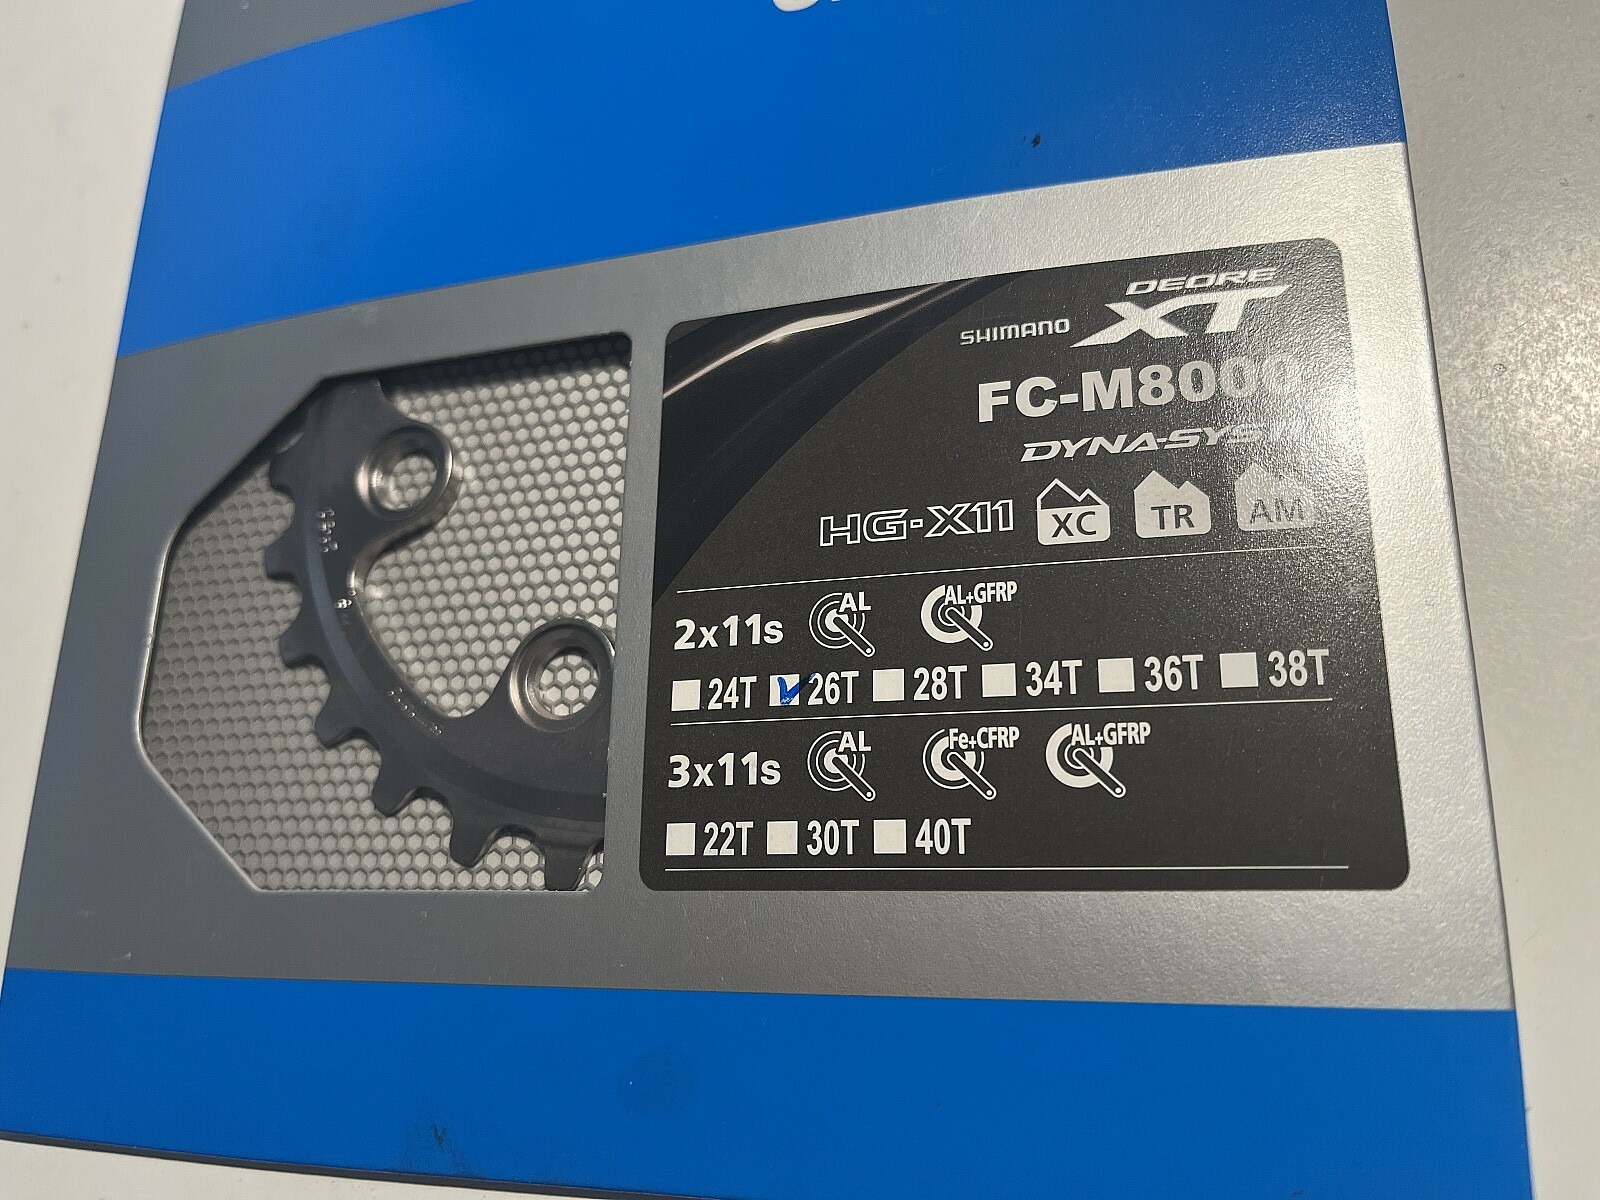 DEORE
SHIMANO XT
FC-M8000
DYNA-SYS
HG-X11 XC TR AM
2x11s AL AL+GFRP
24T 26T 28T 34T 36T 38T
3x11s AL Fe+CFRP AL+GFRP
22T 30T 40T